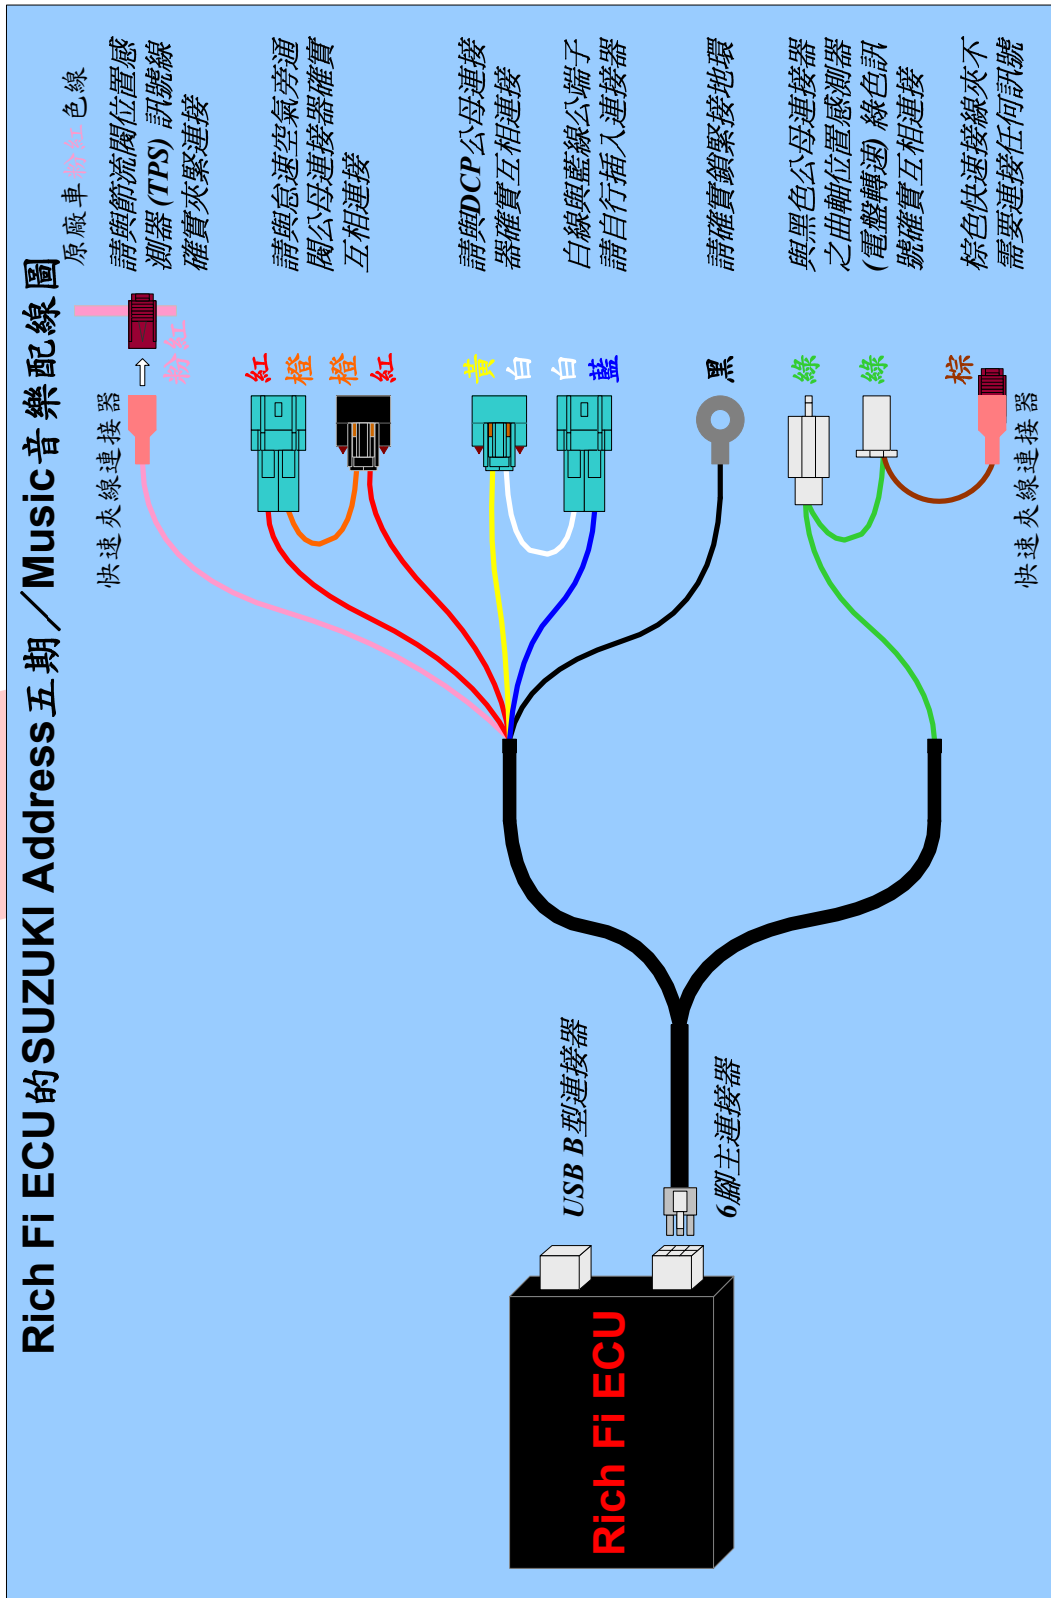 Rich Fi ECU的SUZUKI Address五期／Music音樂配線圖
原廠車粉紅色線
請與節流閥位置感
測器 (TPS) 訊號線
確實夾緊連接
快速夾線連接器
粉紅
紅
橙
橙
紅
請與怠速空氣旁通
閥公母連接器確實
互相連接
黃
白
白
藍
請與DCP公母連接
器確實互相連接
白線與藍線公端子
請自行插入連接器
黑
請確實鎖緊接地環
綠
綠
與黑色公母連接器
之曲軸位置感測器
(電盤轉速) 綠色訊
號確實互相連接
棕
棕色快速接線夾不
需要連接任何訊號
快速夾線連接器
USB B型連接器
6腳主連接器
Rich Fi ECU